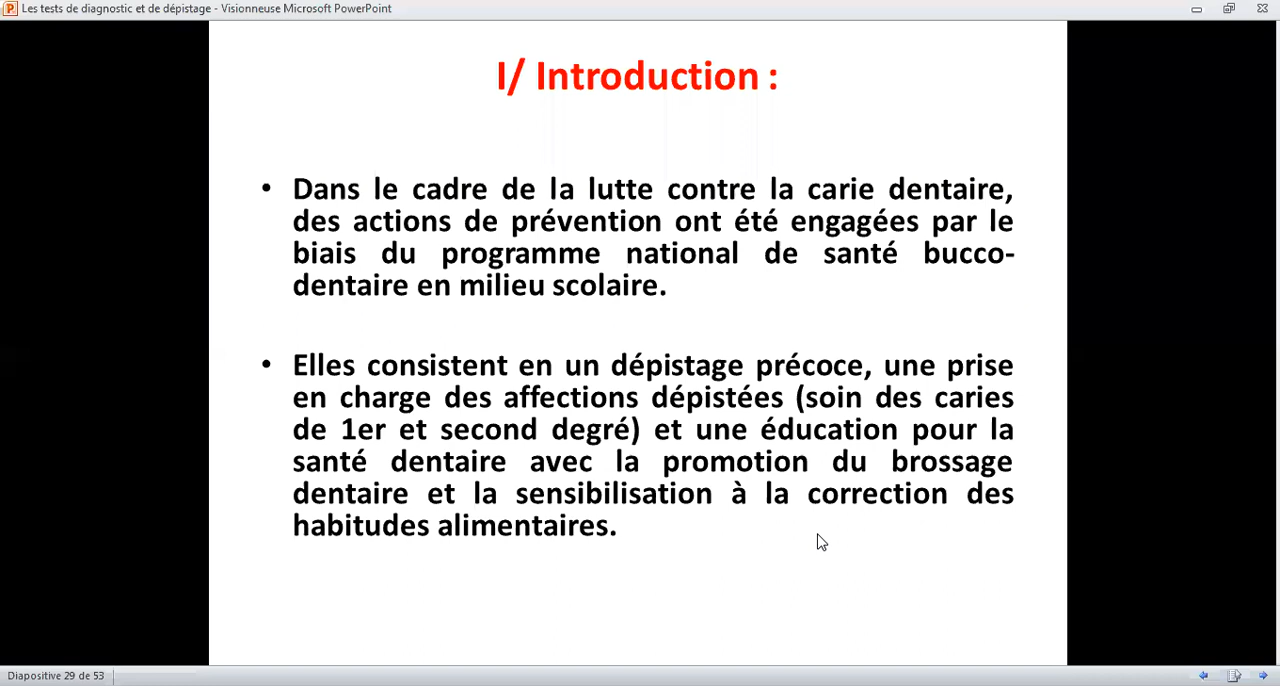 Les tests de diagnostic et de dépistage - Visionneuse Microsoft PowerPoint
I/ Introduction :
• Dans le cadre de la lutte contre la carie dentaire,
des actions de prévention ont été engagées par le
biais du programme national de santé bucco-
dentaire en milieu scolaire.
• Elles consistent en un dépistage précoce, une prise
en charge des affections dépistées (soin des caries
de 1er et second degré) et une éducation pour la
santé dentaire avec la promotion du brossage
dentaire et la sensibilisation à la correction des
habitudes alimentaires.
Diapositive 29 de 53